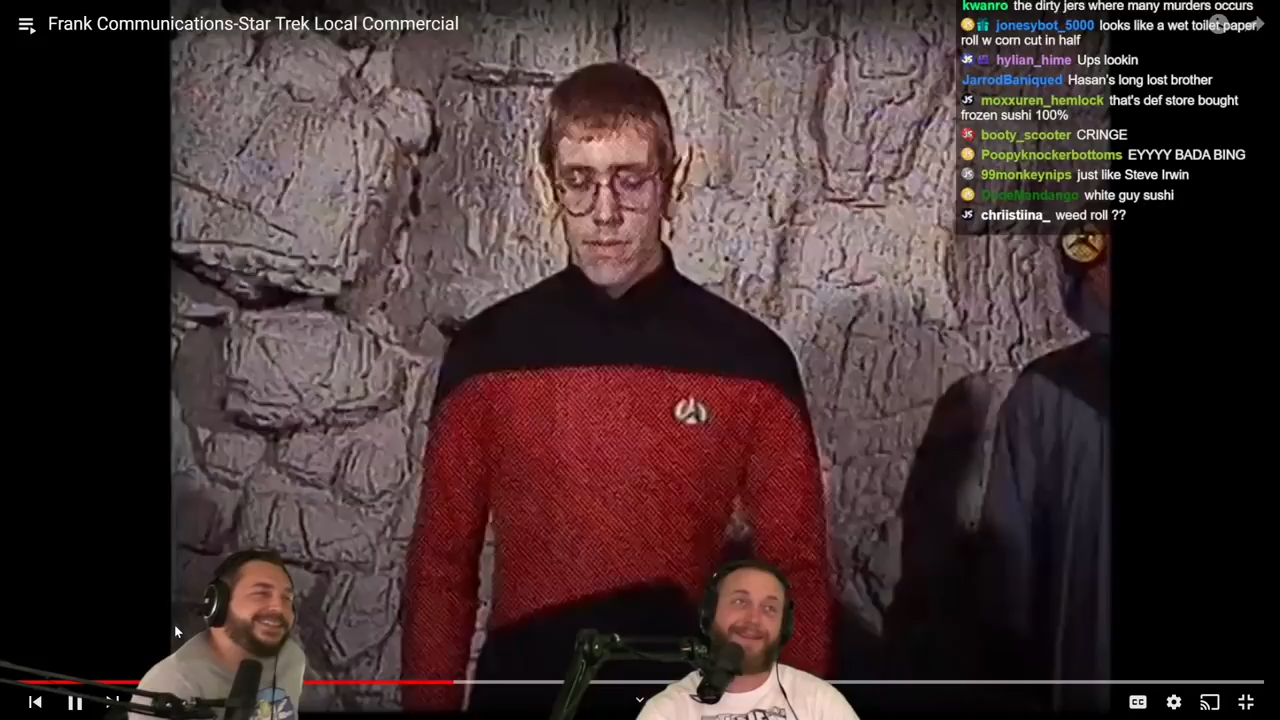 Frank Communications-Star Trek Local Commercial
kwanro the dirty jers where many murders occurs
jonesybot_5000 looks like a wet toilet paper
roll w corn cut in half
hylian_hime Ups lookin
JarrodBaniqued Hasan's long lost brother
moxxuren_hemlock that's def store bought
frozen sushi 100%
booty_scooter CRINGE
Poopyknockerbottoms EYYYY BADA BING
99monkeynips just like Steve Irwin
DudeMandango white guy sushi
chriistiina_ weed roll ??
CC